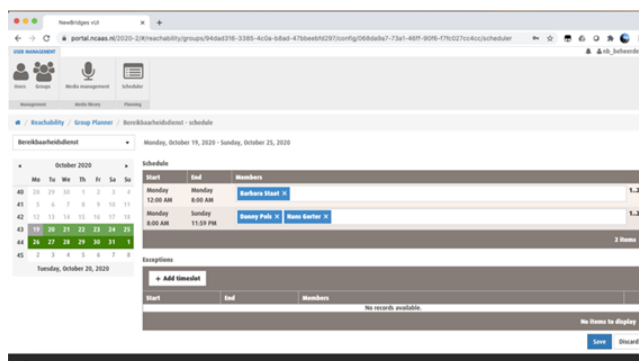 NewBridges vUI
portal.ncaas.nl/2020-2/#/reachability/groups/94dad316-3385-4c0a-b8ad-47bbeebfd297/config/068da9a7-73a1-46ff-90f6-f7fc027cc4cc/scheduler
USER MANAGEMENT
nb_beheerder
Users Groups Media management Scheduler
Management Media library Planning
/ Reachability / Group Planner / Bereikbaarheidsdienst - schedule
Bereikbaarheidsdienst
Monday, October 19, 2020 - Sunday, October 25, 2020
October 2020
Mo Tu We Th Fr Sa Su
40 28 29 30 1 2 3 4
41 5 6 7 8 9 10 11
42 12 13 14 15 16 17 18
43 19 20 21 22 23 24 25
44 26 27 28 29 30 31 1
45 2 3 4 5 6 7 8
Tuesday, October 20, 2020
Schedule
Start End Members
Monday 12:00 AM Monday 8:00 AM Barbara Staat ×
Monday 8:00 AM Sunday 11:59 PM Danny Pols × Hans Gorter ×
2 items
Exceptions
+ Add timeslot
Start End Members
No records available.
No items to display
Save Discard